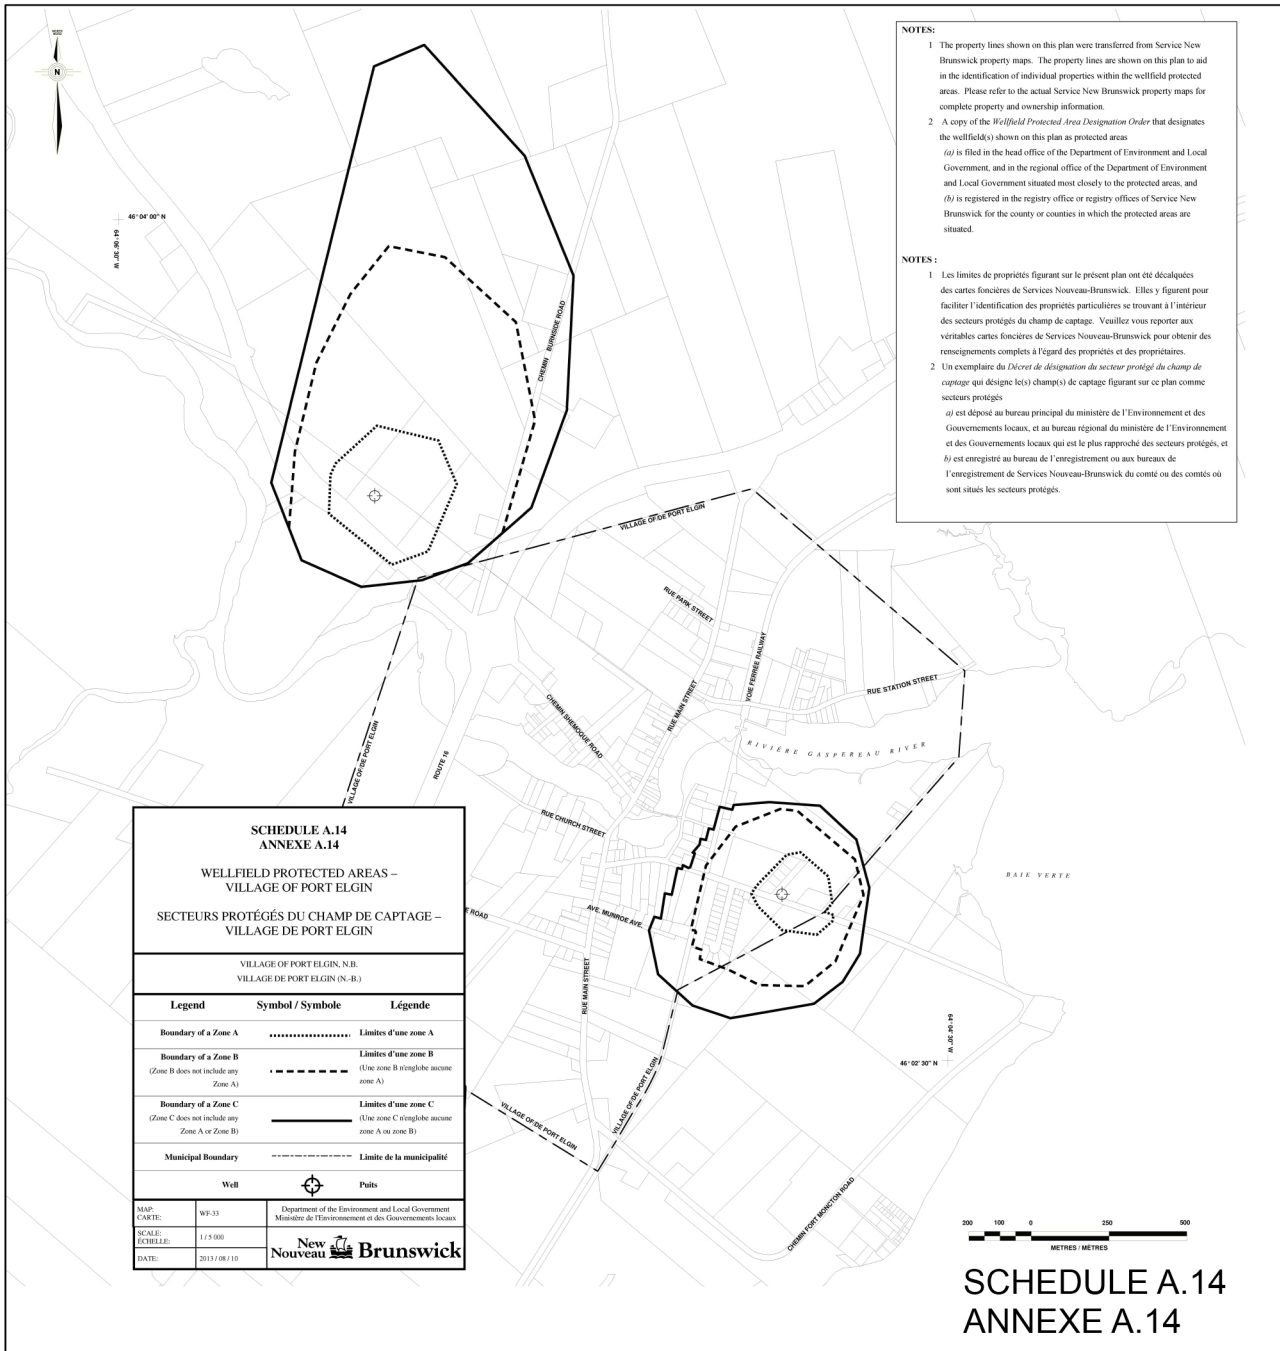 NORTH
NORD
N
46° 04' 00" N
64° 06' 30" W
CHEMIN BURNSIDE ROAD
VILLAGE OF/DE PORT ELGIN
RUE PARK STREET
VOIE FERRÉE RAILWAY
RUE MAIN STREET
RUE STATION STREET
CHEMIN SHEMOGUE ROAD
RIVIÈRE GASPEREAU RIVER
VILLAGE OF/DE PORT ELGIN
ROUTE 16
RUE CHURCH STREET
BAIE VERTE
AVE. MUNROE AVE.
E ROAD
RUE MAIN STREET
64° 04' 30" W
46° 02' 30" N
VILLAGE OF/DE PORT ELGIN
VILLAGE OF/DE PORT ELGIN
CHEMIN FORT MONCTON ROAD
NOTES:
1 The property lines shown on this plan were transferred from Service New
Brunswick property maps. The property lines are shown on this plan to aid
in the identification of individual properties within the wellfield protected
areas. Please refer to the actual Service New Brunswick property maps for
complete property and ownership information.
2 A copy of the Wellfield Protected Area Designation Order that designates
the wellfield(s) shown on this plan as protected areas
(a) is filed in the head office of the Department of Environment and Local
Government, and in the regional office of the Department of Environment
and Local Government situated most closely to the protected areas, and
(b) is registered in the registry office or registry offices of Service New
Brunswick for the county or counties in which the protected areas are
situated.
NOTES :
1 Les limites de propriétés figurant sur le présent plan ont été décalquées
des cartes foncières de Services Nouveau-Brunswick. Elles y figurent pour
faciliter l'identification des propriétés particulières se trouvant à l'intérieur
des secteurs protégés du champ de captage. Veuillez vous reporter aux
véritables cartes foncières de Services Nouveau-Brunswick pour obtenir des
renseignements complets à l'égard des propriétés et des propriétaires.
2 Un exemplaire du Décret de désignation du secteur protégé du champ de
captage qui désigne le(s) champ(s) de captage figurant sur ce plan comme
secteurs protégés
a) est déposé au bureau principal du ministère de l'Environnement et des
Gouvernements locaux, et au bureau régional du ministère de l'Environnement
et des Gouvernements locaux qui est le plus rapproché des secteurs protégés, et
b) est enregistré au bureau de l'enregistrement ou aux bureaux de
l'enregistrement de Services Nouveau-Brunswick du comté ou des comtés où
sont situés les secteurs protégés.
SCHEDULE A.14
ANNEXE A.14
WELLFIELD PROTECTED AREAS –
VILLAGE OF PORT ELGIN
SECTEURS PROTÉGÉS DU CHAMP DE CAPTAGE –
VILLAGE DE PORT ELGIN
VILLAGE OF PORT ELGIN, N.B.
VILLAGE DE PORT ELGIN (N.-B.)
Legend Symbol / Symbole Légende
Boundary of a Zone A Limites d'une zone A
Boundary of a Zone B Limites d'une zone B
(Zone B does not include any (Une zone B n'englobe aucune
Zone A) zone A)
Boundary of a Zone C Limites d'une zone C
(Zone C does not include any (Une zone C n'englobe aucune
Zone A or Zone B) zone A ou zone B)
Municipal Boundary Limite de la municipalité
Well Puits
MAP:
CARTE: WF-33
Department of the Environment and Local Government
Ministère de l'Environnement et des Gouvernements locaux
SCALE:
ÉCHELLE: 1 / 5 000
DATE: 2013 / 08 / 10
New
Nouveau Brunswick
200 100 0 250 500
METRES / MÈTRES
SCHEDULE A.14
ANNEXE A.14